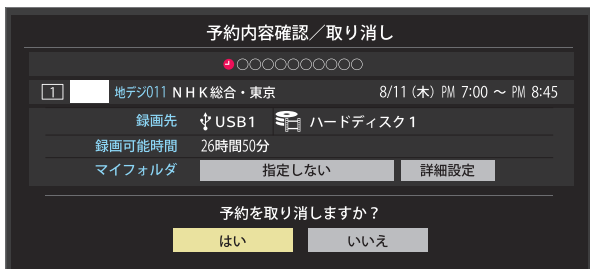 予約内容確認／取り消し
○○○○○○○○○○
1 地デジ011 NHK総合・東京 8/11 (木) PM 7:00 ～ PM 8:45
録画先 USB1 ハードディスク1
録画可能時間 26時間50分
マイフォルダ 指定しない 詳細設定
予約を取り消しますか？
はい いいえ